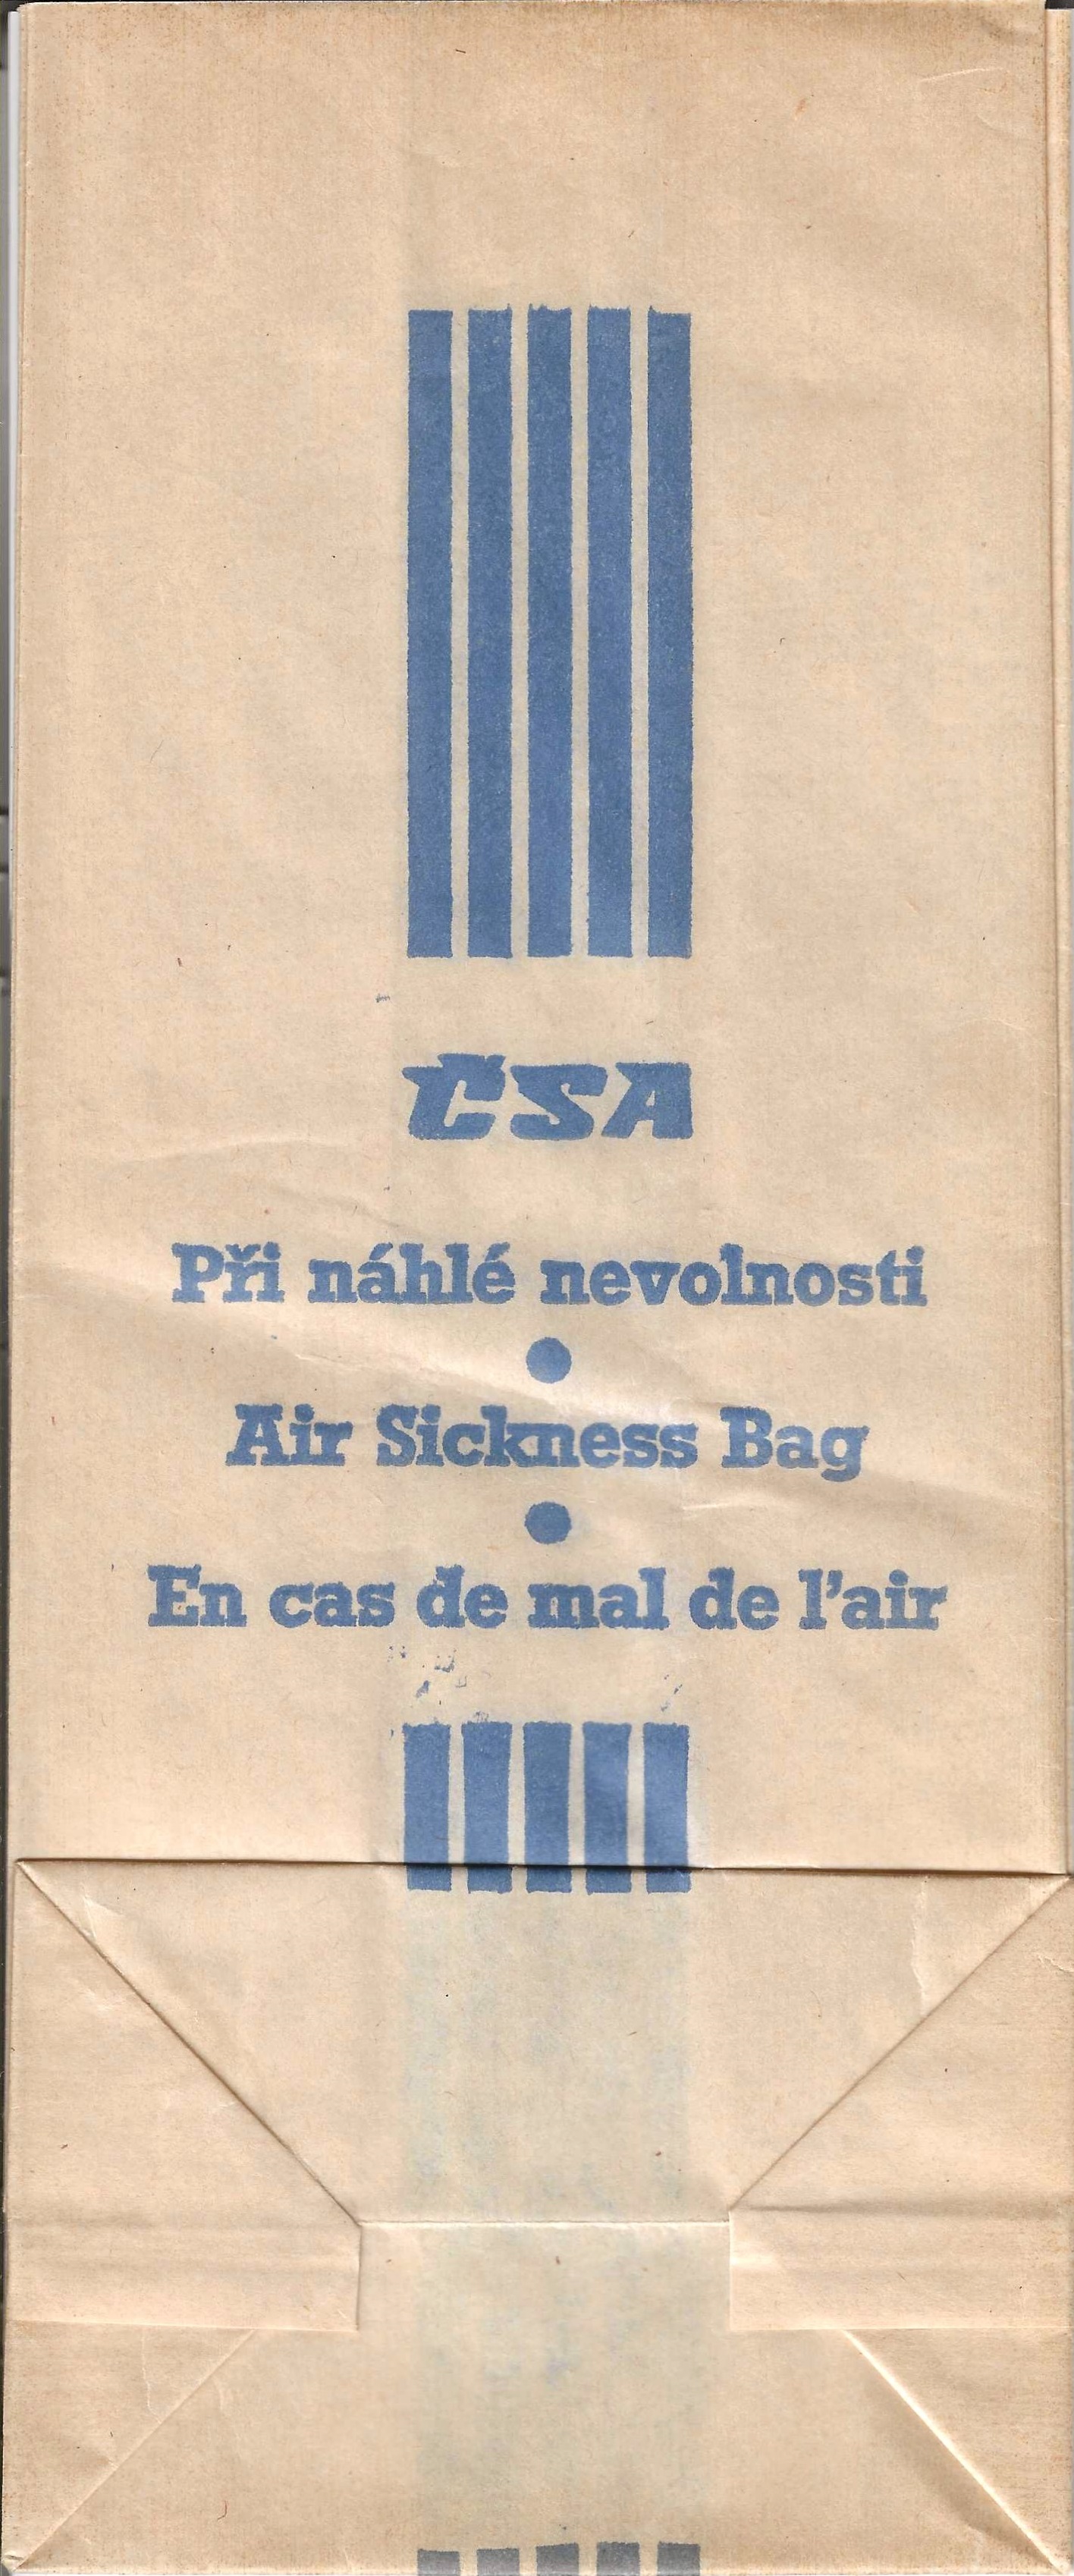 ČSA
Při náhlé nevolnosti
Air Sickness Bag
En cas de mal de l'air